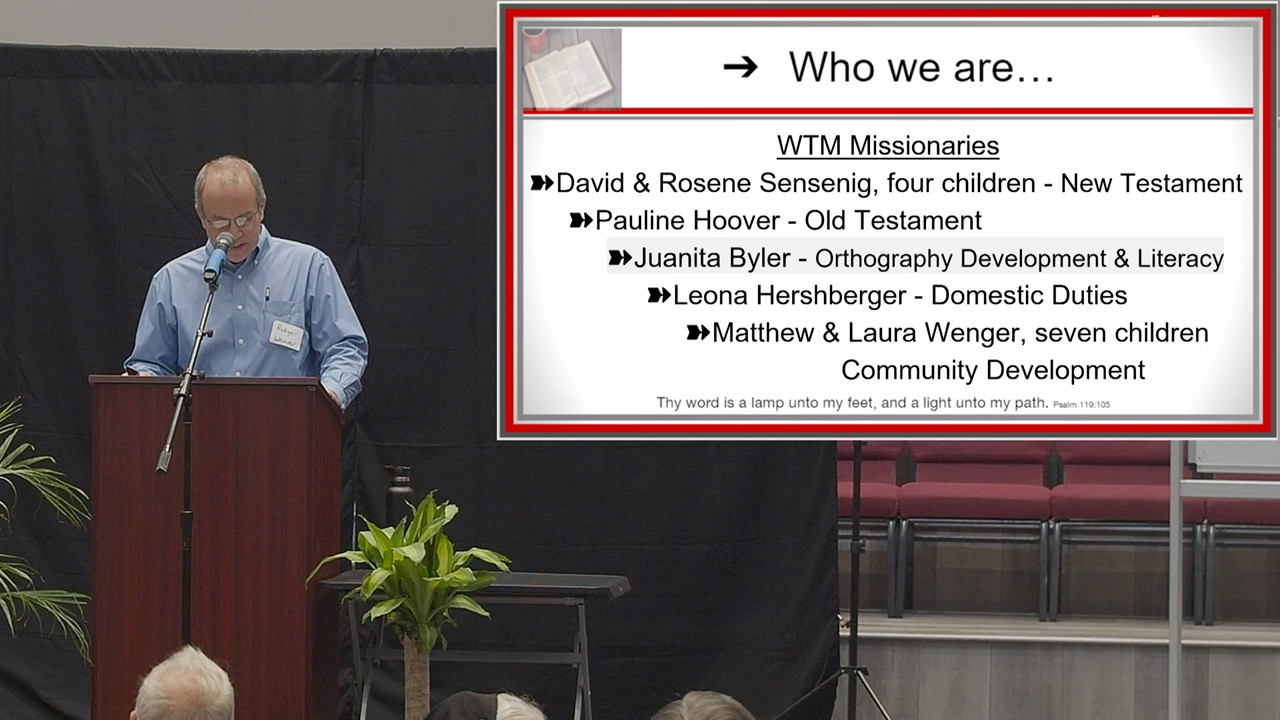 ➔ Who we are…
WTM Missionaries
David & Rosene Sensenig, four children - New Testament
Pauline Hoover - Old Testament
Juanita Byler - Orthography Development & Literacy
Leona Hershberger - Domestic Duties
Matthew & Laura Wenger, seven children
Community Development
Thy word is a lamp unto my feet, and a light unto my path. Psalm 119:105